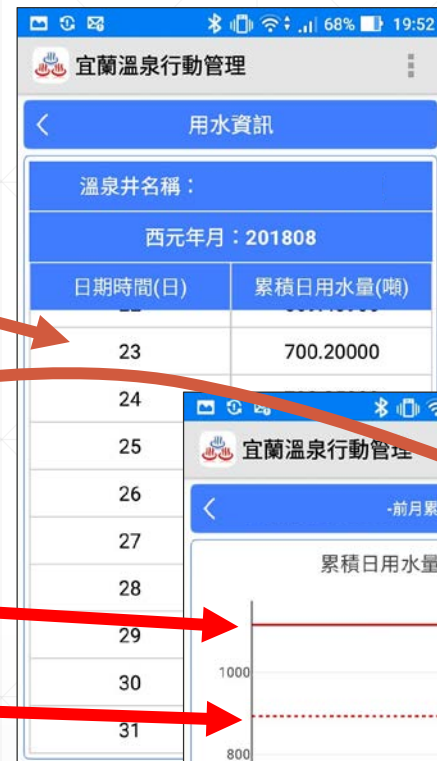 68% 19:52
宜蘭溫泉行動管理
用水資訊
溫泉井名稱：
西元年月：201808
日期時間(日) 累積日用水量(噸)
23 700.20000
24
25
26
27
28
29
30
31
宜蘭溫泉行動管理
-前月累
累積日用水量
1000
800